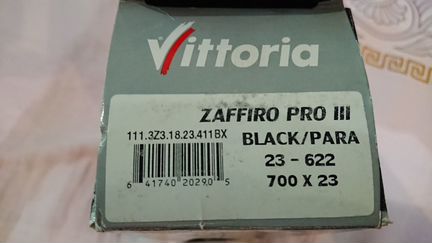 Vittoria
ZAFFIRO PRO III
111.3Z3.18.23.411BX
BLACK/PARA
23 - 622
700 X 23
6 41740 20290 5